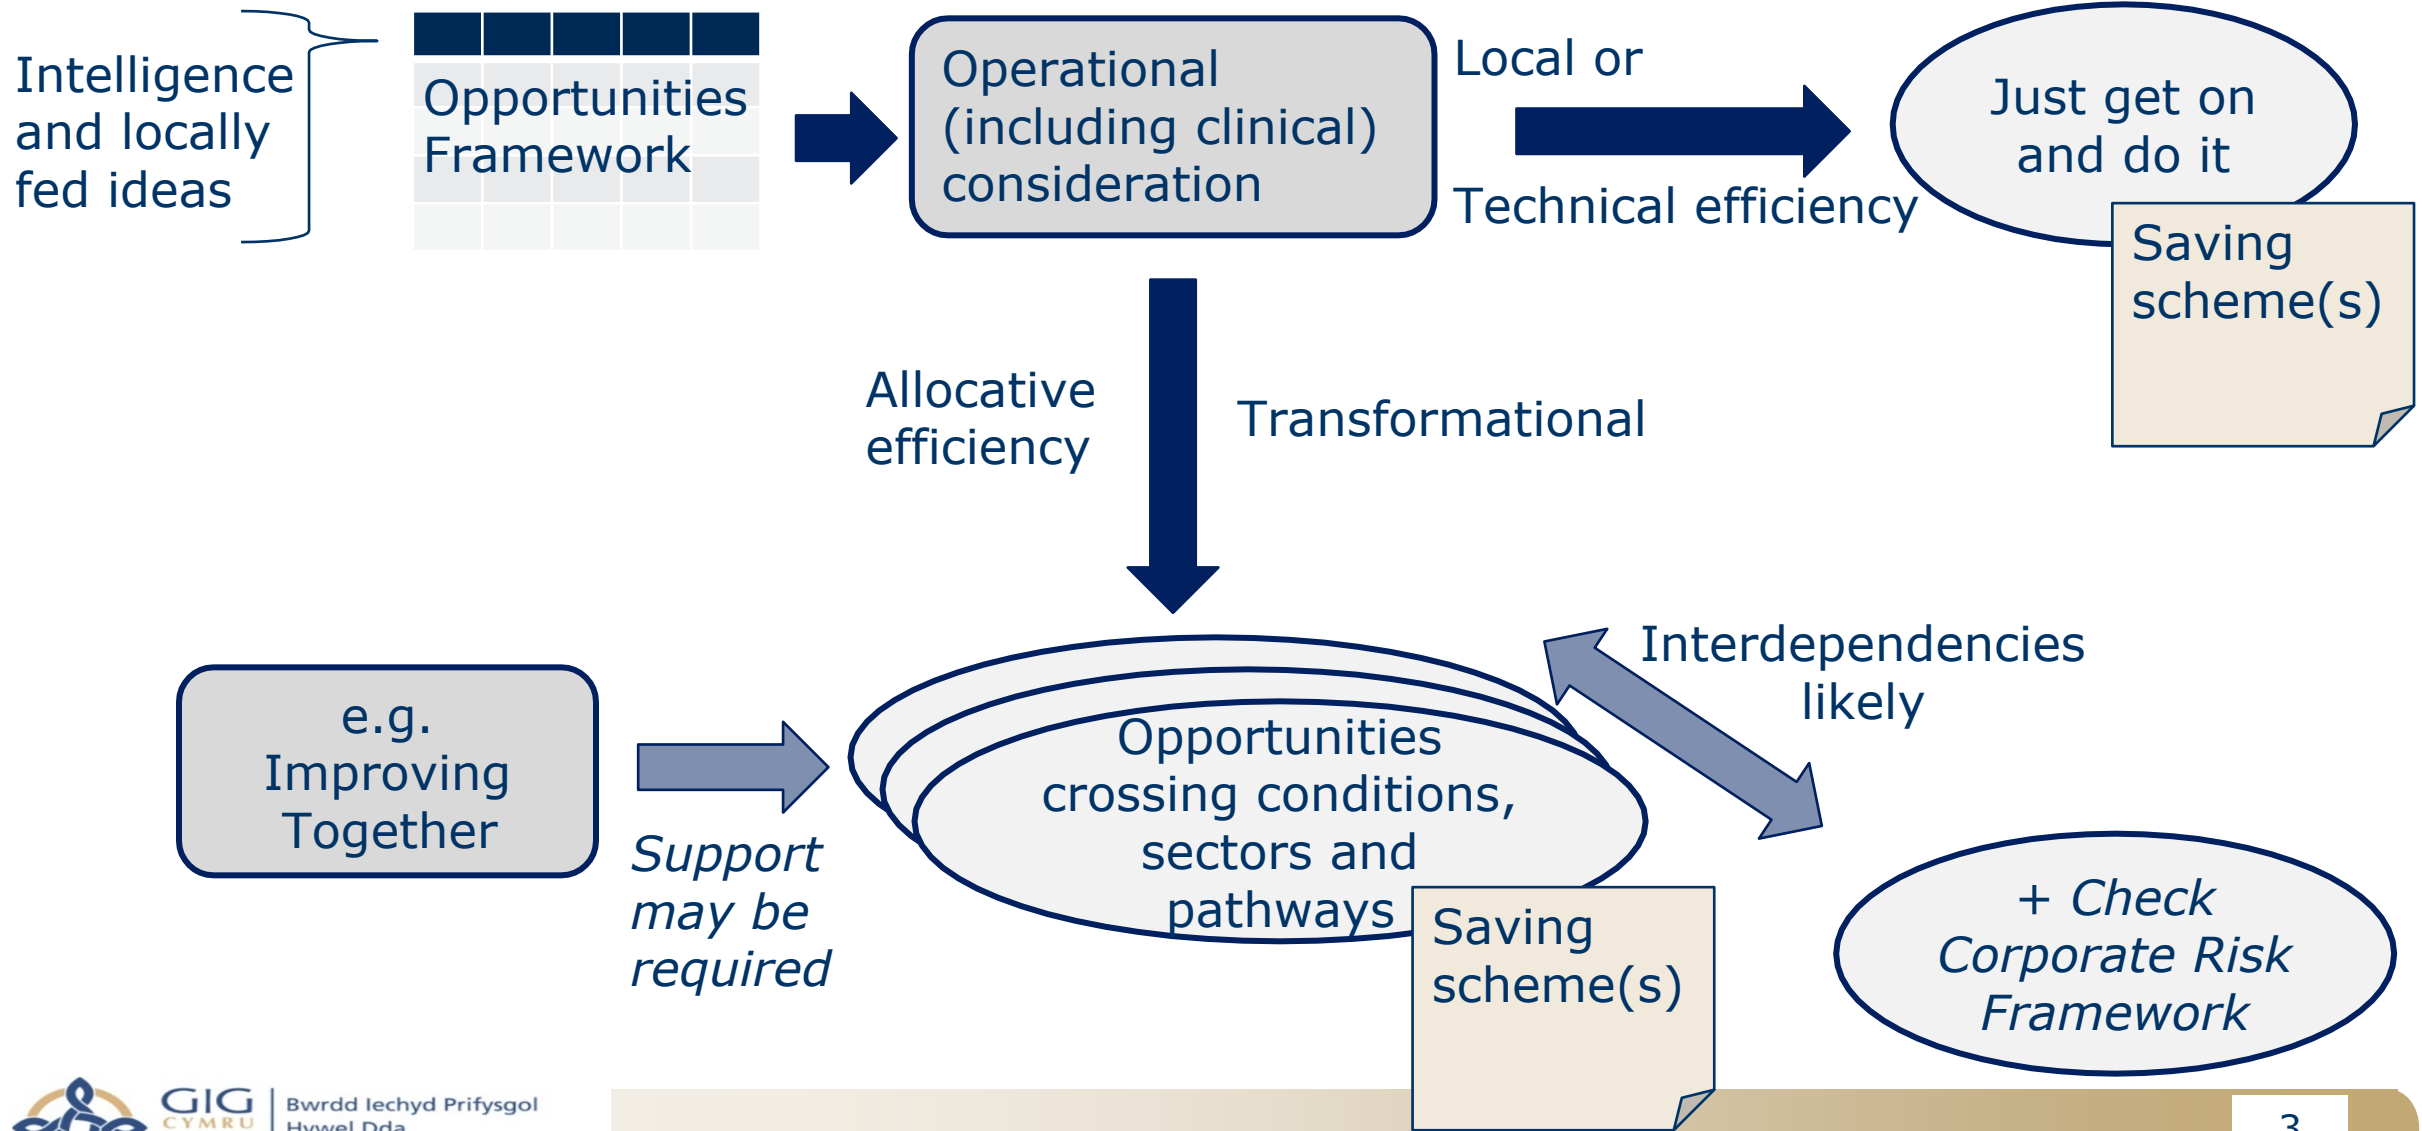 Intelligence
and locally
fed ideas
Opportunities
Framework
Operational
(including clinical)
consideration
Local or
Technical efficiency
Just get on
and do it
Saving
scheme(s)
Allocative
efficiency
Transformational
e.g.
Improving
Together
Support
may be
required
Opportunities
crossing conditions,
sectors and
pathways
Saving
scheme(s)
Interdependencies
likely
+ Check
Corporate Risk
Framework
GIG
CYMRU
Bwrdd Iechyd Prifysgol
Hywel Dda
3